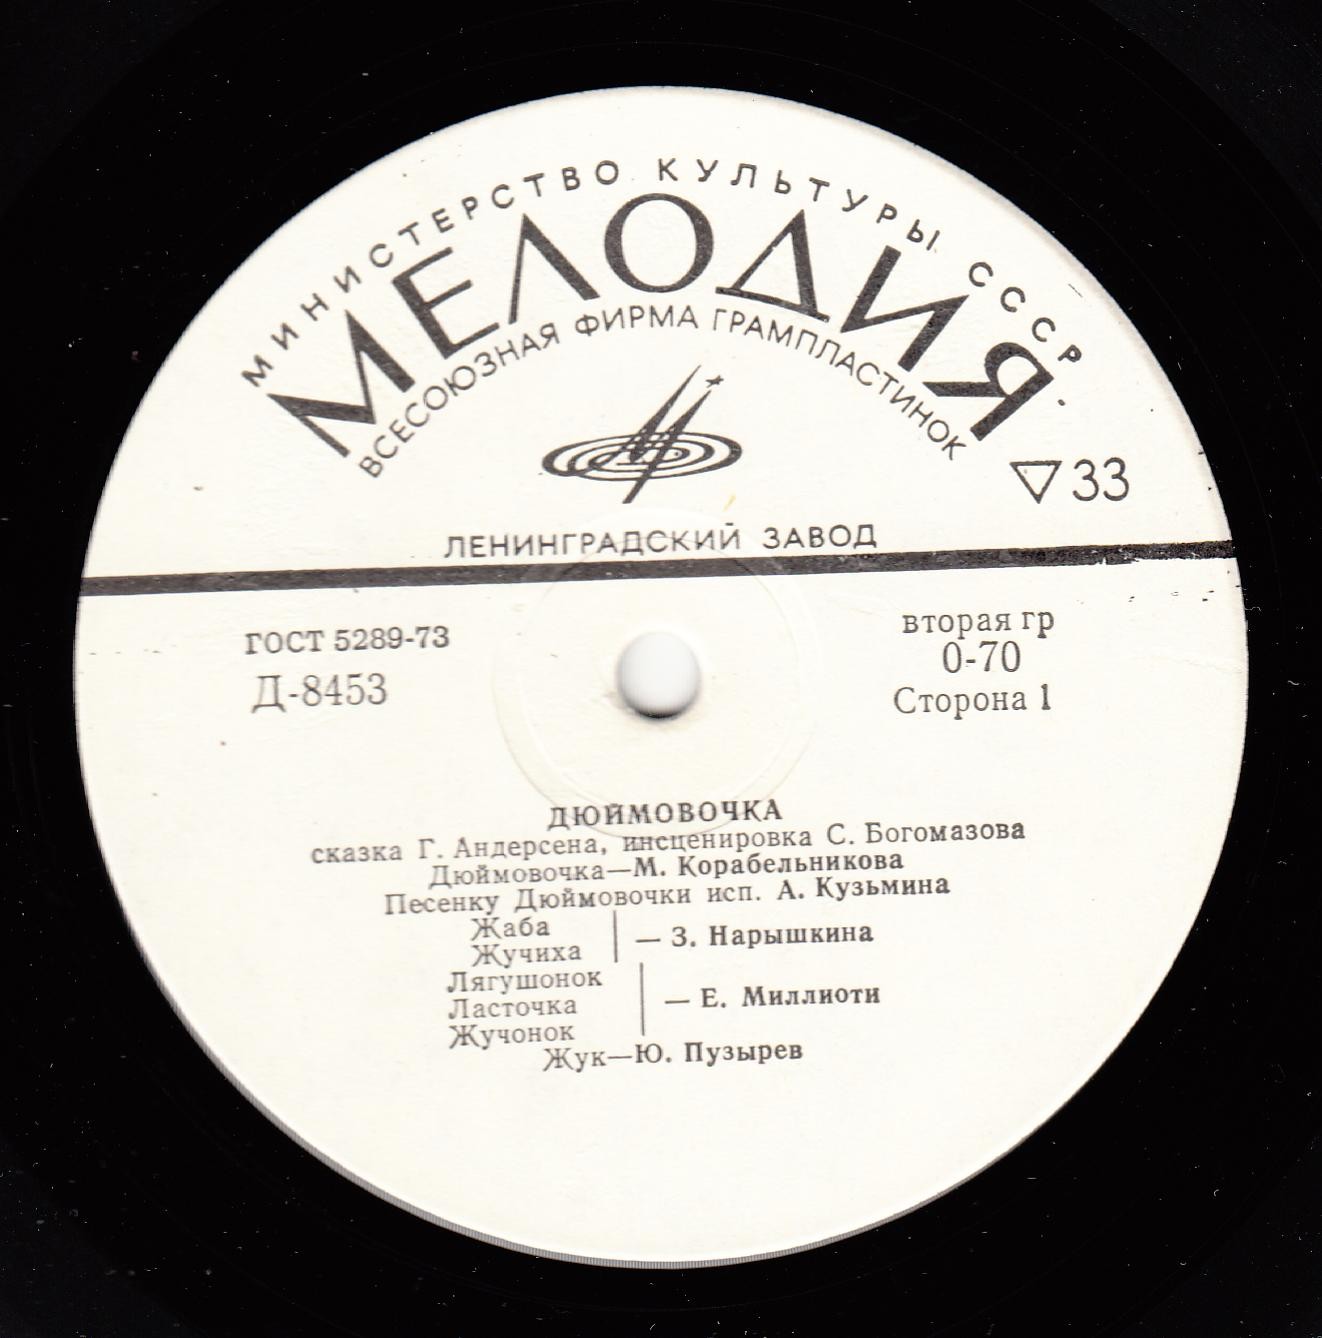 МИНИСТЕРСТВО КУЛЬТУРЫ СССР
МЕЛОДИЯ
ВСЕСОЮЗНАЯ ФИРМА ГРАМПЛАСТИНОК
33
ЛЕНИНГРАДСКИЙ ЗАВОД
ГОСТ 5289-73
Д-8453
вторая гр
0-70
Сторона 1
ДЮЙМОВОЧКА
сказка Г. Андерсена, инсценировка С. Богомазова
Дюймовочка—М. Корабельникова
Песенку Дюймовочки исп. А. Кузьмина
Жаба
Жучиха
— З. Нарышкина
Лягушонок
Ласточка
Жучонок
— Е. Миллиоти
Жук—Ю. Пузырев